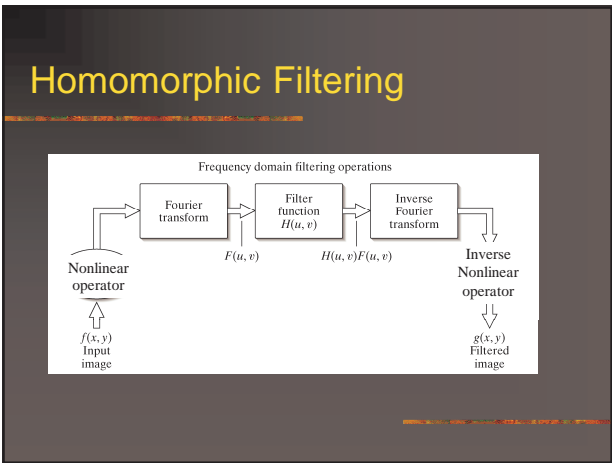 Homomorphic Filtering
Frequency domain filtering operations
Fourier
transform
Filter
function
H(u, v)
Inverse
Fourier
transform
F(u, v)
H(u, v)F(u, v)
Nonlinear
operator
Inverse
Nonlinear
operator
f(x, y)
Input
image
g(x, y)
Filtered
image